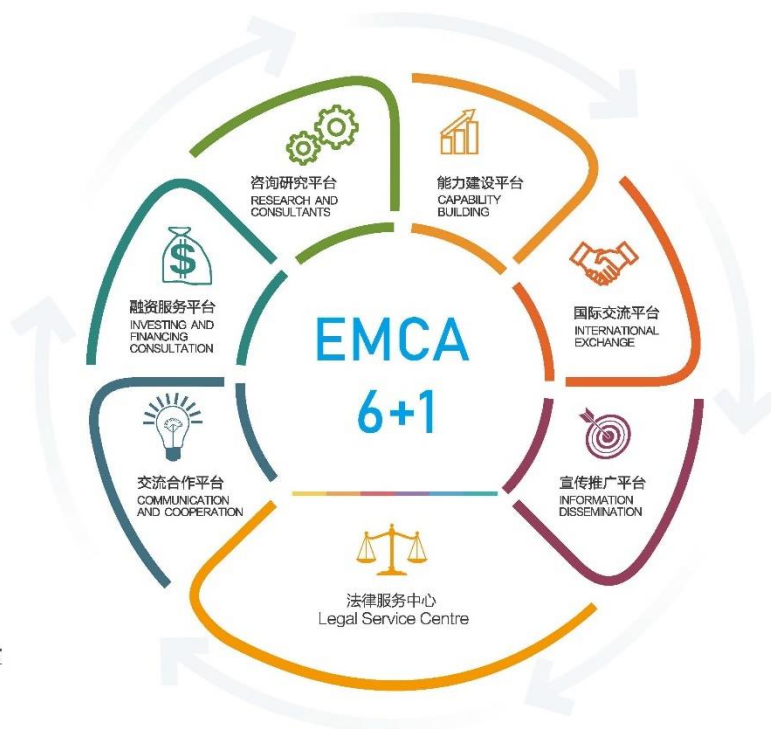 咨询研究平台
RESEARCH AND
CONSULTANTS
能力建设平台
CAPABILITY
BUILDING
融资服务平台
INVESTING AND
FINANCING
CONSULTATION
国际交流平台
INTERNATIONAL
EXCHANGE
EMCA
6+1
交流合作平台
COMMUNICATION
AND COOPERATION
宣传推广平台
INFORMATION
DISSEMINATION
法律服务中心
Legal Service Centre